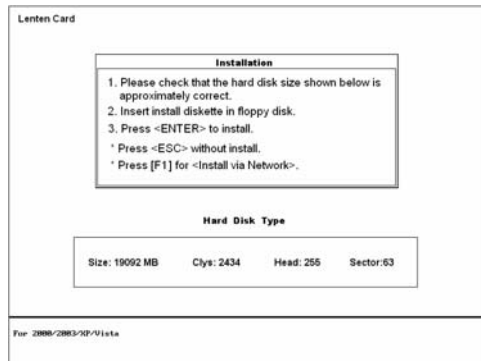 Lenten Card
Installation
1. Please check that the hard disk size shown below is
approximately correct.
2. Insert install diskette in floppy disk.
3. Press <ENTER> to install.
* Press <ESC> without install.
* Press [F1] for <Install via Network>.
Hard Disk Type
Size: 19092 MB Clys: 2434 Head: 255 Sector:63
For 2000/2003/XP/Vista